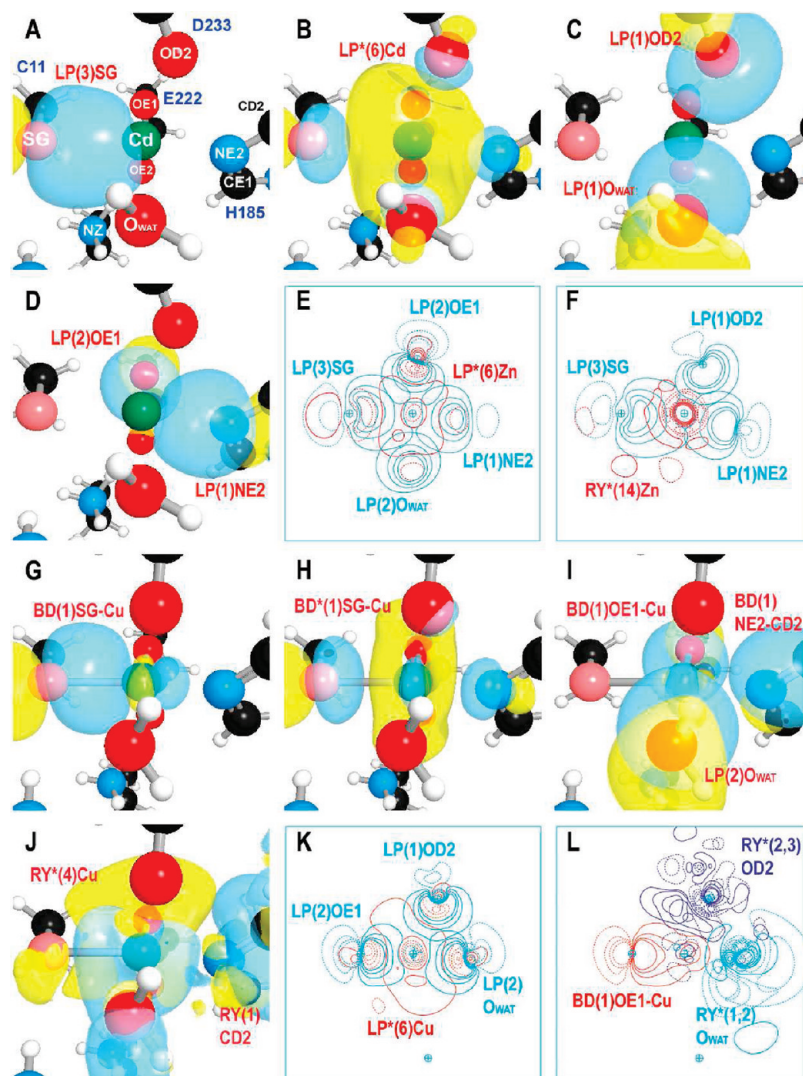 A
D233
OD2
C11
LP(3)SG
E222
OE1
CD2
SG
Cd
NE2
OE2
CE1
H185
NZ
OWAT
B
LP*(6)Cd
C
LP(1)OD2
LP(1)OWAT
D
LP(2)OE1
LP(1)NE2
E
LP(2)OE1
LP(3)SG
LP*(6)Zn
LP(1)NE2
LP(2)OWAT
F
LP(1)OD2
LP(3)SG
RY*(14)Zn
LP(1)NE2
G
BD(1)SG-Cu
H
BD*(1)SG-Cu
I
BD(1)OE1-Cu
BD(1)
NE2-CD2
LP(2)OWAT
J
RY*(4)Cu
RY(1)
CD2
K
LP(1)OD2
LP(2)OE1
LP(2)
OWAT
LP*(6)Cu
L
RY*(2,3)
OD2
BD(1)OE1-Cu
RY*(1,2)
OWAT